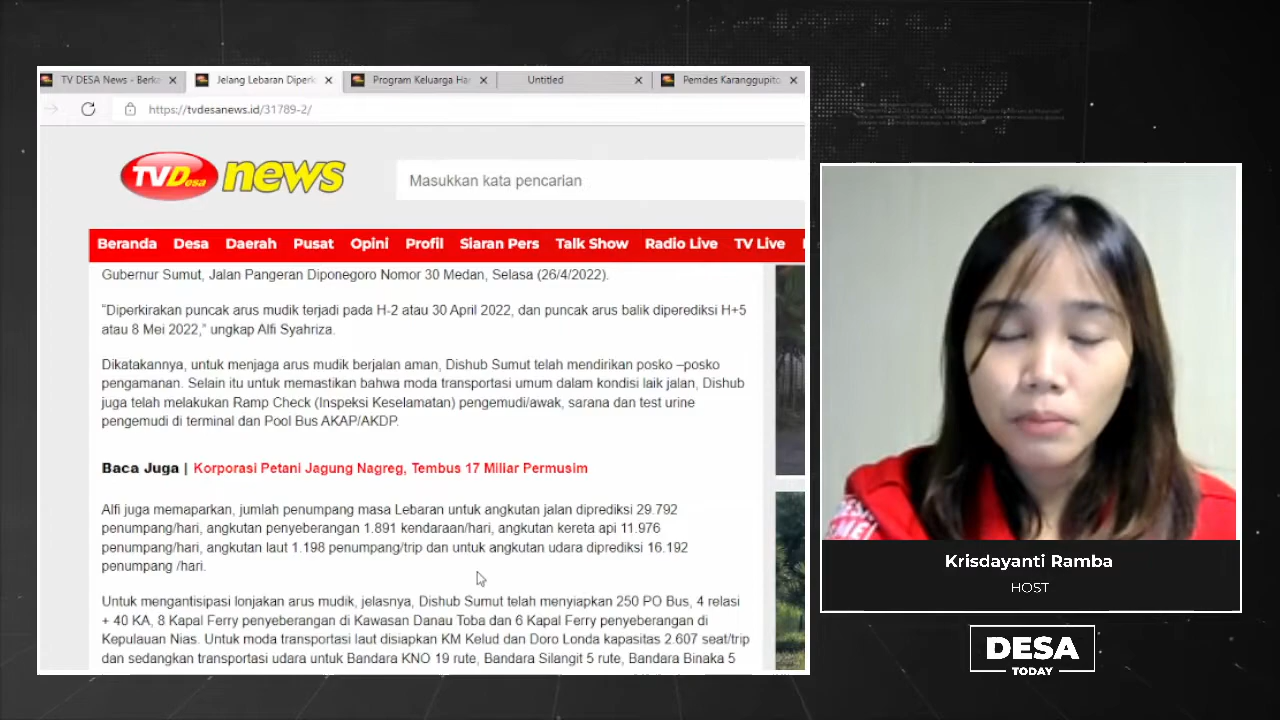 TV DESA News - Berka
Jelang Lebaran Diperk
Program Keluarga Har
Untitled
Pemdes Karanggupito
https://tvdesanews.id/31789-2/
TVDesa news
Masukkan kata pencarian
Beranda Desa Daerah Pusat Opini Profil Siaran Pers Talk Show Radio Live TV Live
Gubernur Sumut, Jalan Pangeran Diponegoro Nomor 30 Medan, Selasa (26/4/2022).
“Diperkirakan puncak arus mudik terjadi pada H-2 atau 30 April 2022, dan puncak arus balik diperediksi H+5
atau 8 Mei 2022,” ungkap Alfi Syahriza.
Dikatakannya, untuk menjaga arus mudik berjalan aman, Dishub Sumut telah mendirikan posko –posko
pengamanan. Selain itu untuk memastikan bahwa moda transportasi umum dalam kondisi laik jalan, Dishub
juga telah melakukan Ramp Check (Inspeksi Keselamatan) pengemudi/awak, sarana dan test urine
pengemudi di terminal dan Pool Bus AKAP/AKDP.
Baca Juga | Korporasi Petani Jagung Nagreg, Tembus 17 Miliar Permusim
Alfi juga memaparkan, jumlah penumpang masa Lebaran untuk angkutan jalan diprediksi 29.792
penumpang/hari, angkutan penyeberangan 1.891 kendaraan/hari, angkutan kereta api 11.976
penumpang/hari, angkutan laut 1.198 penumpang/trip dan untuk angkutan udara diprediksi 16.192
penumpang /hari.
Untuk mengantisipasi lonjakan arus mudik, jelasnya, Dishub Sumut telah menyiapkan 250 PO Bus, 4 relasi
+ 40 KA, 8 Kapal Ferry penyeberangan di Kawasan Danau Toba dan 6 Kapal Ferry penyeberangan di
Kepulauan Nias. Untuk moda transportasi laut disiapkan KM Kelud dan Doro Londa kapasitas 2.607 seat/trip
dan sedangkan transportasi udara untuk Bandara KNO 19 rute, Bandara Silangit 5 rute, Bandara Binaka 5
Krisdayanti Ramba
HOST
DESA
TODAY